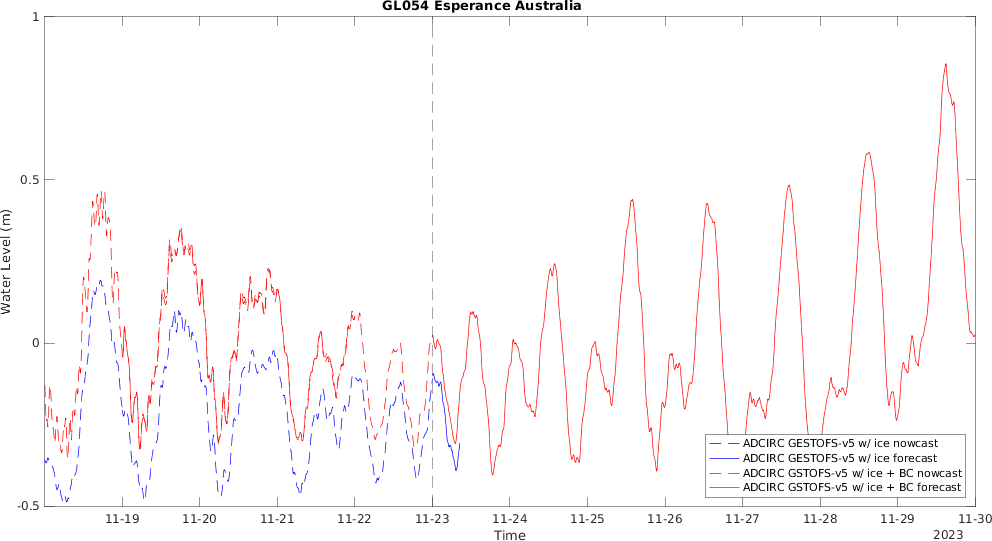 GL054 Esperance Australia
Water Level (m)
1
0.5
0
-0.5
ADCIRC GESTOFS-v5 w/ ice nowcast
ADCIRC GESTOFS-v5 w/ ice forecast
ADCIRC GSTOFS-v5 w/ ice + BC nowcast
ADCIRC GSTOFS-v5 w/ ice + BC forecast
11-19 11-20 11-21 11-22 11-23 11-24 11-25 11-26 11-27 11-28 11-29 11-30
Time 2023